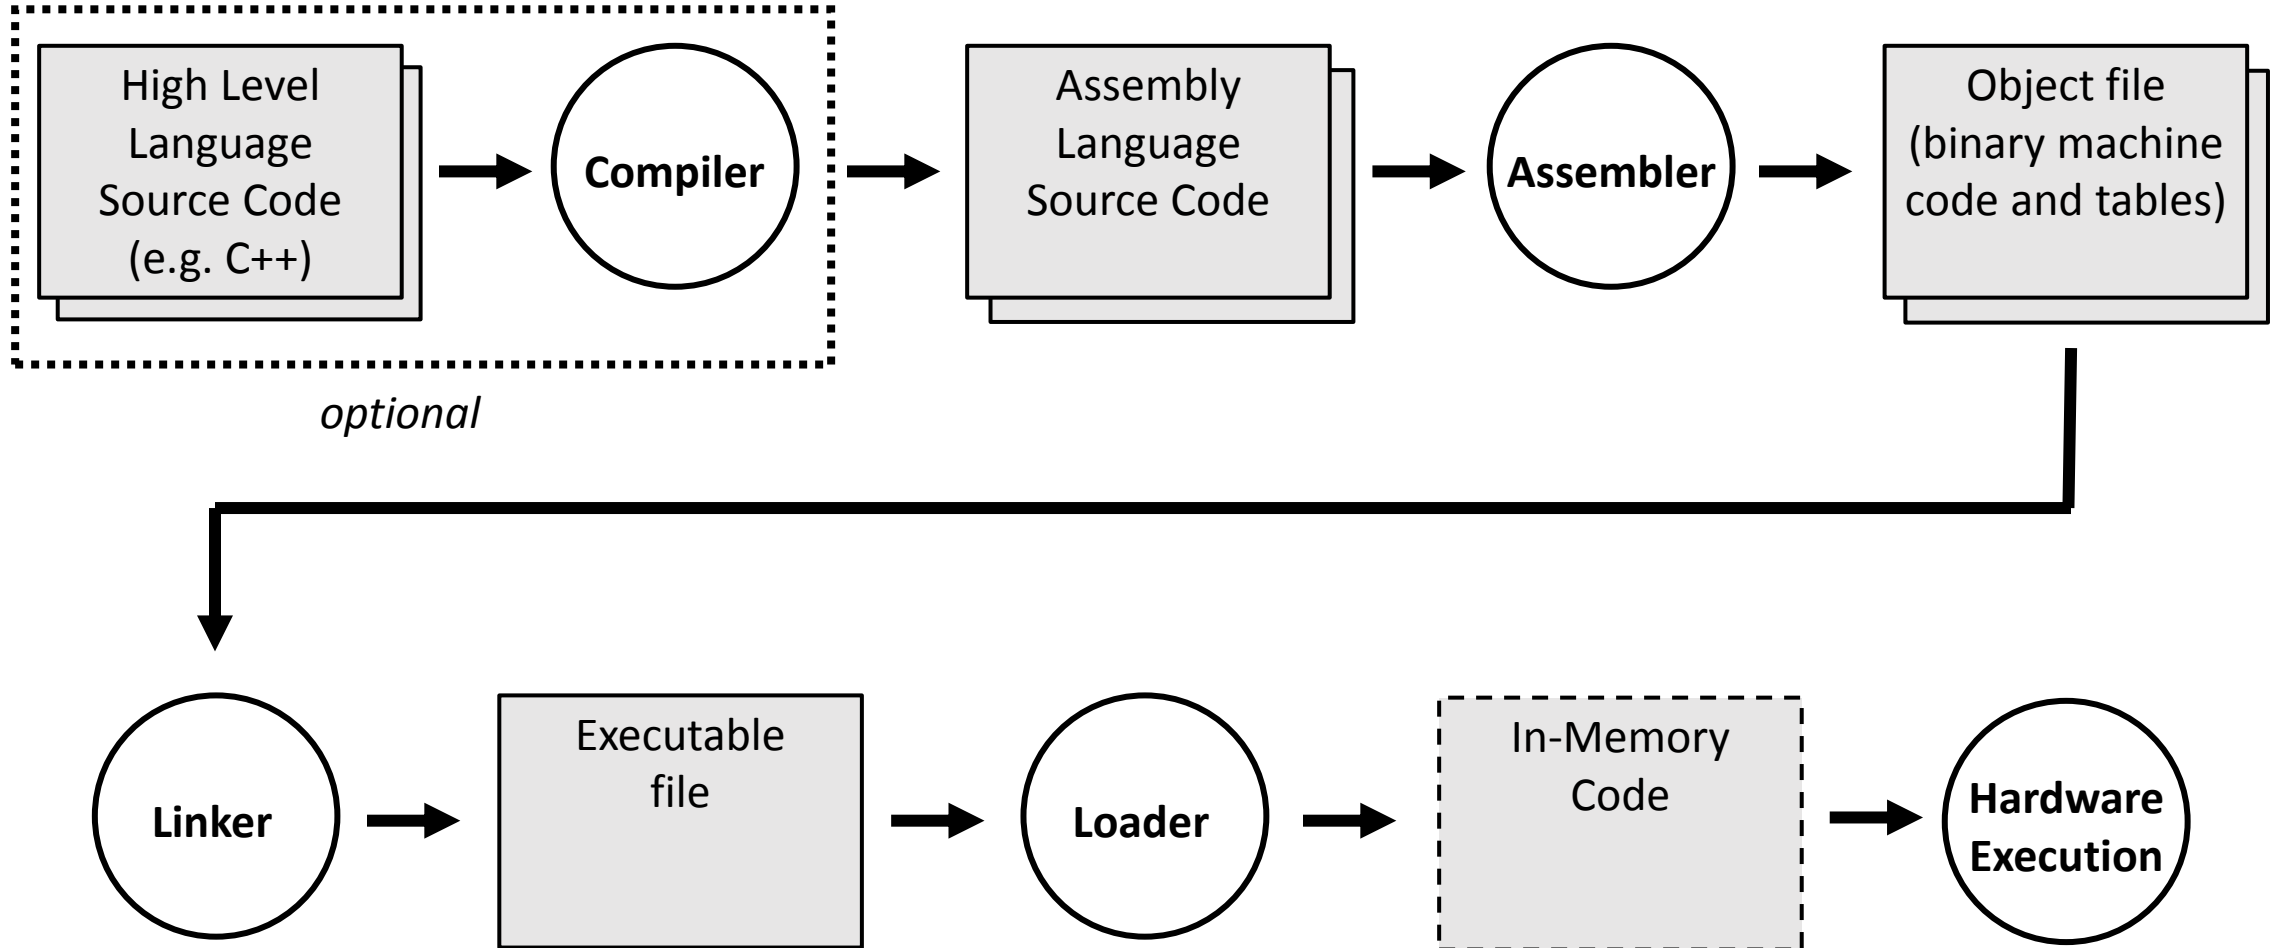 High Level
Language
Source Code
(e.g. C++)
Compiler
Assembly
Language
Source Code
Assembler
Object file
(binary machine
code and tables)
optional
Linker
Executable
file
Loader
In-Memory
Code
Hardware
Execution